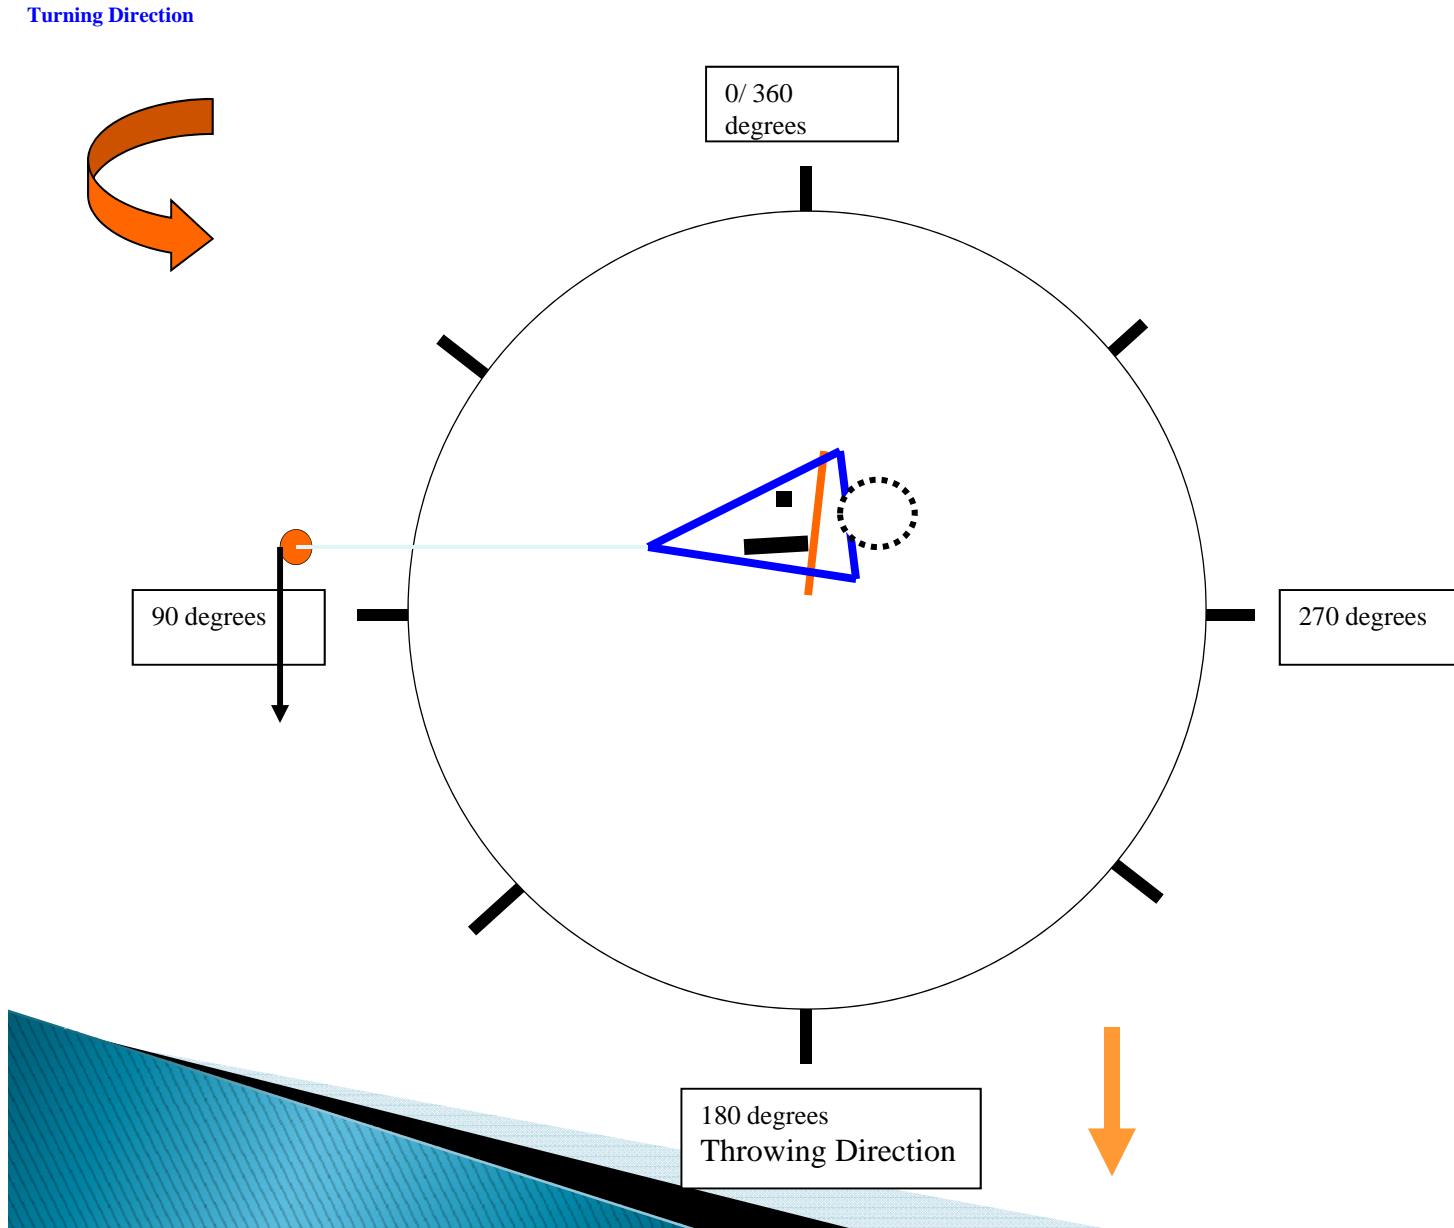 Turning Direction
0/ 360
degrees
90 degrees
270 degrees
180 degrees
Throwing Direction